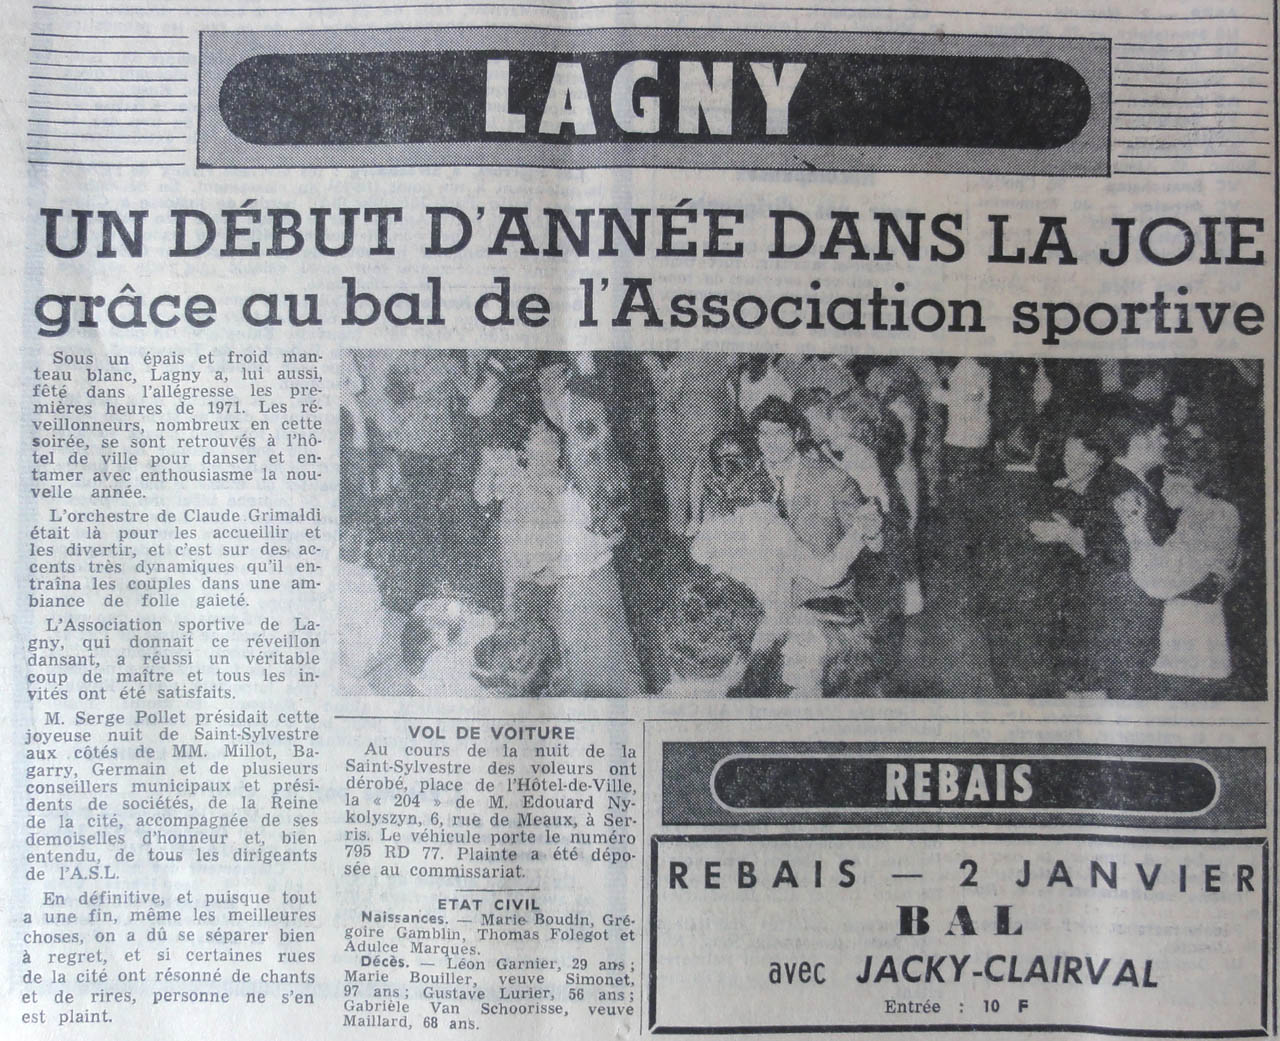 LAGNY
UN DÉBUT D'ANNÉE DANS LA JOIE
grâce au bal de l'Association sportive
Sous un épais et froid man-
teau blanc, Lagny a, lui aussi,
fêté dans l'allégresse les pre-
mières heures de 1971. Les ré-
veillonneurs, nombreux en cette
soirée, se sont retrouvés à l'hô-
tel de ville pour danser et en-
tamer avec enthousiasme la nou-
velle année.
L'orchestre de Claude Grimaldi
était là pour les accueillir et
les divertir, et c'est sur des ac-
cents très dynamiques qu'il en-
traîna les couples dans une am-
biance de folle gaieté.
L'Association sportive de La-
gny, qui donnait ce réveillon
dansant, a réussi un véritable
coup de maître et tous les in-
vités ont été satisfaits.
M. Serge Pollet présidait cette
joyeuse nuit de Saint-Sylvestre
aux côtés de MM. Millot, Ba-
garry, Germain et de plusieurs
conseillers municipaux et prési-
dents de sociétés, de la Reine
de la cité, accompagnée de ses
demoiselles d'honneur et, bien
entendu, de tous les dirigeants
de l'A.S.L.
En définitive, et puisque tout
a une fin, même les meilleures
choses, on a dû se séparer bien
à regret, et si certaines rues
de la cité ont résonné de chants
et de rires, personne ne s'en
est plaint.
VOL DE VOITURE
Au cours de la nuit de la
Saint-Sylvestre des voleurs ont
dérobé, place de l'Hôtel-de-Ville,
la « 204 » de M. Edouard Ny-
kolyszyn, 6, rue de Meaux, à Ser-
ris. Le véhicule porte le numéro
795 RD 77. Plainte a été dépo-
sée au commissariat.
ETAT CIVIL
Naissances. — Marie Boudin, Gré-
goire Gamblin, Thomas Folegot et
Adulce Marquès.
Décès. — Léon Garnier, 29 ans ;
Marie Bouiller, veuve Simonet,
97 ans ; Gustave Lurier, 56 ans ;
Gabrièle Van Schoorisse, veuve
Maillard, 68 ans.
REBAIS
REBAIS — 2 JANVIER
BAL
avec JACKY-CLAIRVAL
Entrée : 10 F